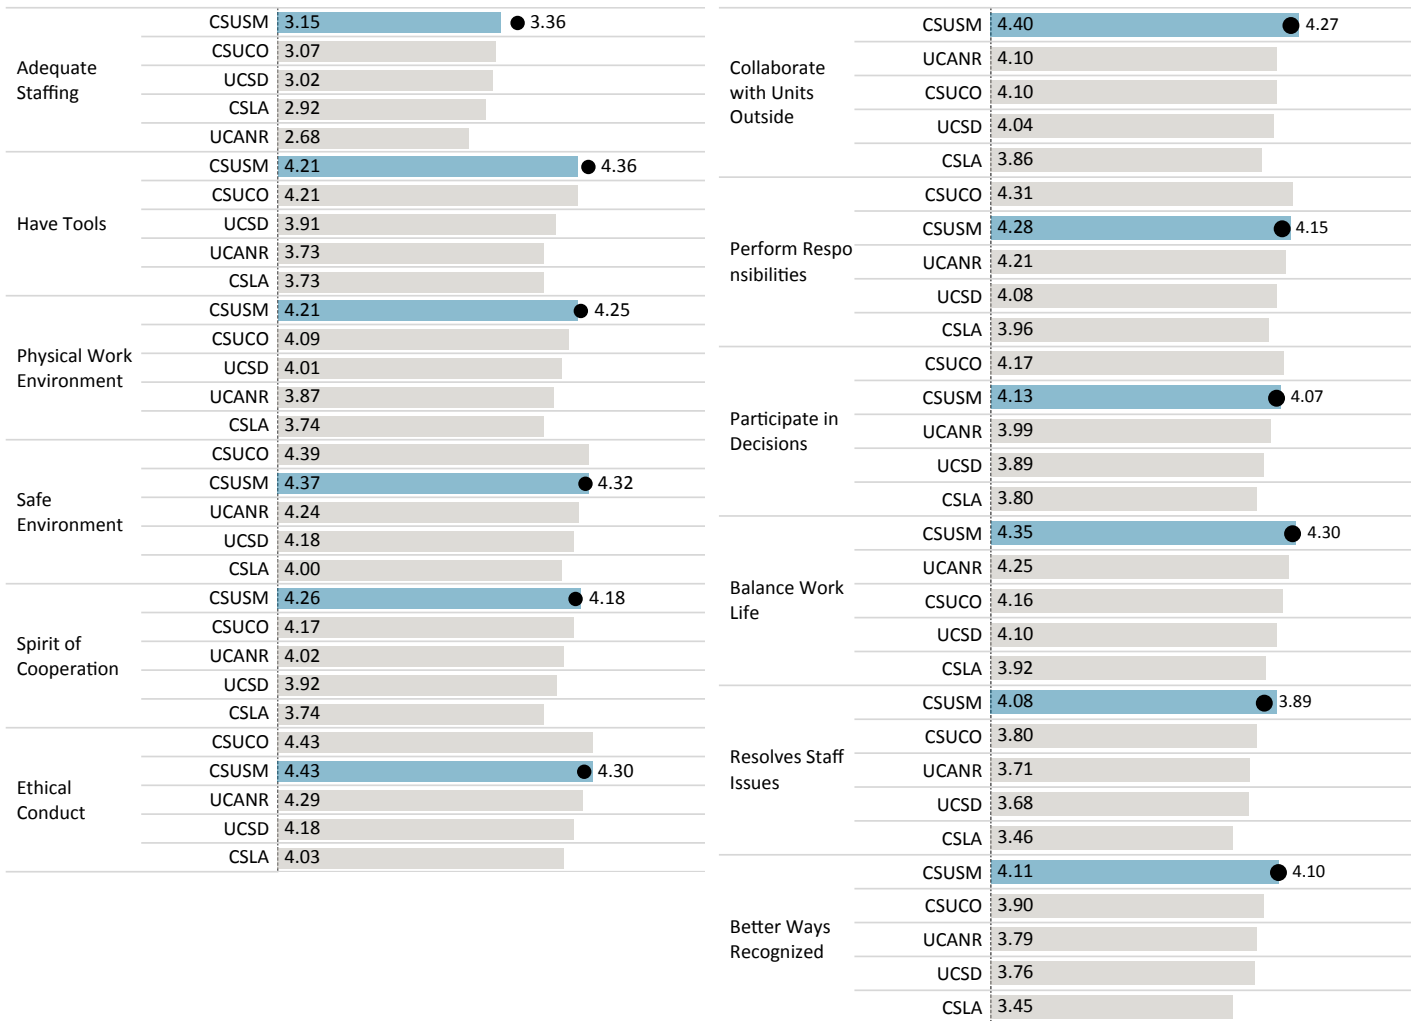 CSUSM 3.15 3.36
CSUCO 3.07
Adequate
Staffing
UCSD 3.02
CSLA 2.92
UCANR 2.68
CSUSM 4.21 4.36
CSUCO 4.21
Have Tools
UCSD 3.91
UCANR 3.73
CSLA 3.73
CSUSM 4.21 4.25
CSUCO 4.09
Physical Work
Environment
UCSD 4.01
UCANR 3.87
CSLA 3.74
CSUCO 4.39
CSUSM 4.37 4.32
Safe
Environment
UCANR 4.24
UCSD 4.18
CSLA 4.00
CSUSM 4.26 4.18
CSUCO 4.17
Spirit of
Cooperation
UCANR 4.02
UCSD 3.92
CSLA 3.74
CSUCO 4.43
CSUSM 4.43 4.30
Ethical
Conduct
UCANR 4.29
UCSD 4.18
CSLA 4.03
CSUSM 4.40 4.27
UCANR 4.10
Collaborate
with Units
Outside
CSUCO 4.10
UCSD 4.04
CSLA 3.86
CSUCO 4.31
CSUSM 4.28 4.15
Perform Respo
nsibilities
UCANR 4.21
UCSD 4.08
CSLA 3.96
CSUCO 4.17
CSUSM 4.13 4.07
Participate in
Decisions
UCANR 3.99
UCSD 3.89
CSLA 3.80
CSUSM 4.35 4.30
UCANR 4.25
Balance Work
Life
CSUCO 4.16
UCSD 4.10
CSLA 3.92
CSUSM 4.08 3.89
CSUCO 3.80
Resolves Staff
Issues
UCANR 3.71
UCSD 3.68
CSLA 3.46
CSUSM 4.11 4.10
CSUCO 3.90
Better Ways
Recognized
UCANR 3.79
UCSD 3.76
CSLA 3.45